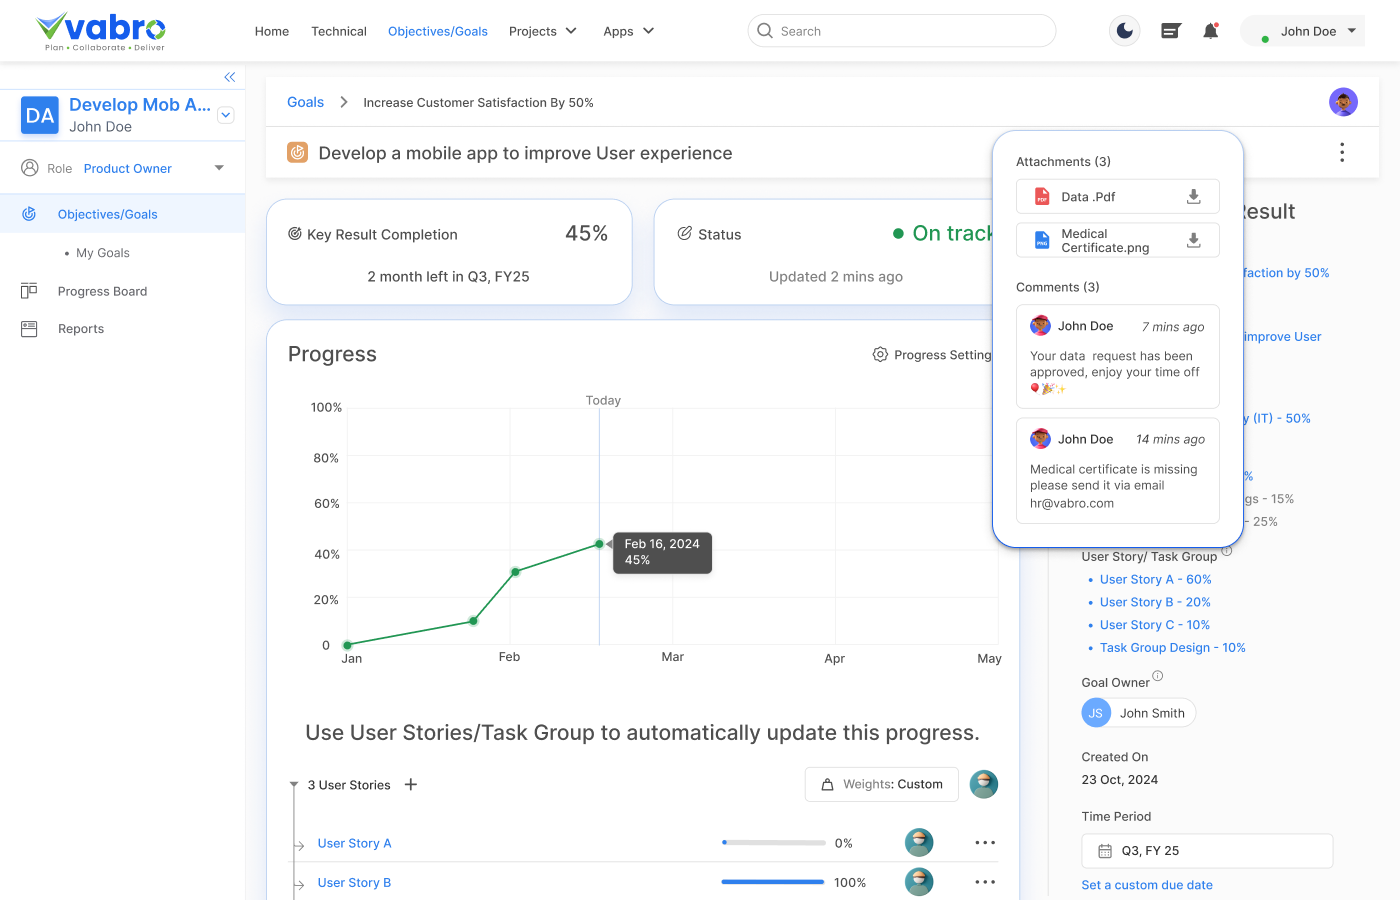 vabro
Plan • Collaborate • Deliver
Home
Technical
Objectives/Goals
Projects
Apps
Search
John Doe
DA
Develop Mob A...
John Doe
Role
Product Owner
Objectives/Goals
• My Goals
Progress Board
Reports
Goals
Increase Customer Satisfaction By 50%
Develop a mobile app to improve User experience
Key Result Completion
45%
2 month left in Q3, FY25
Status
On track
Updated 2 mins ago
Progress
Progress Setting
Today
100%
80%
60%
40%
20%
0
Jan
Feb
Mar
Apr
May
Feb 16, 2024
45%
Use User Stories/Task Group to automatically update this progress.
3 User Stories
Weights: Custom
User Story A
0%
User Story B
100%
Attachments (3)
PDF
Data .Pdf
PNG
Medical
Certificate.png
Comments (3)
John Doe
7 mins ago
Your data request has been
approved, enjoy your time off
🎈🎉✨
John Doe
14 mins ago
Medical certificate is missing
please send it via email
hr@vabro.com
Result
faction by 50%
improve User
y (IT) - 50%
%
gs - 15%
- 25%
User Story/ Task Group
• User Story A - 60%
• User Story B - 20%
• User Story C - 10%
• Task Group Design - 10%
Goal Owner
JS
John Smith
Created On
23 Oct, 2024
Time Period
Q3, FY 25
Set a custom due date